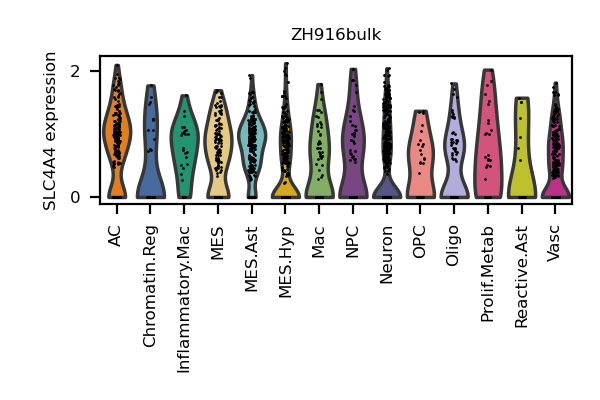 ZH916bulk
SLC4A4 expression
2
0
AC
Chromatin.Reg
Inflammatory.Mac
MES
MES.Ast
MES.Hyp
Mac
NPC
Neuron
OPC
Oligo
Prolif.Metab
Reactive.Ast
Vasc